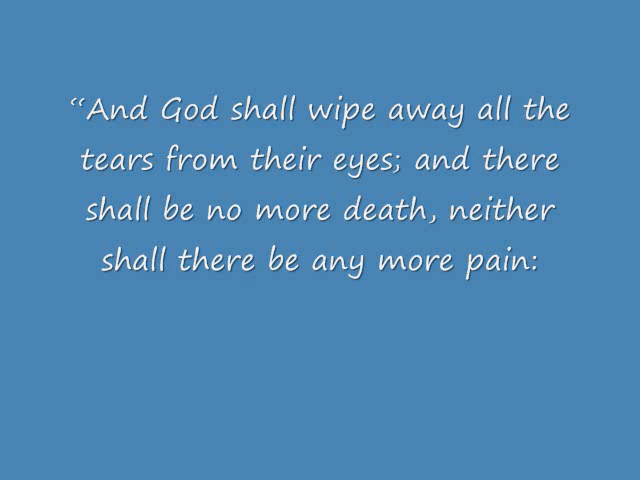 “And God shall wipe away all the
tears from their eyes; and there
shall be no more death, neither
shall there be any more pain: